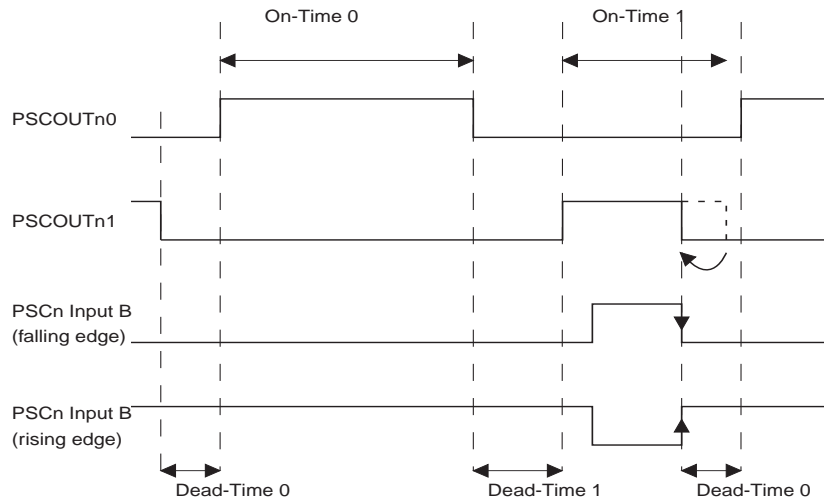 On-Time 0
On-Time 1
PSCOUTn0
PSCOUTn1
PSCn Input B
(falling edge)
PSCn Input B
(rising edge)
Dead-Time 0
Dead-Time 1
Dead-Time 0